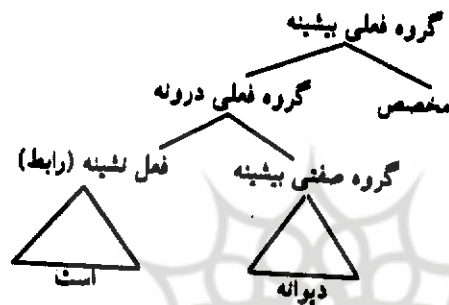 گروه فعلی بیشینه
مخصص
گروه فعلی درونه
گروه صفتی بیشینه
فعل نشینه (رابط)
دیوانه
است